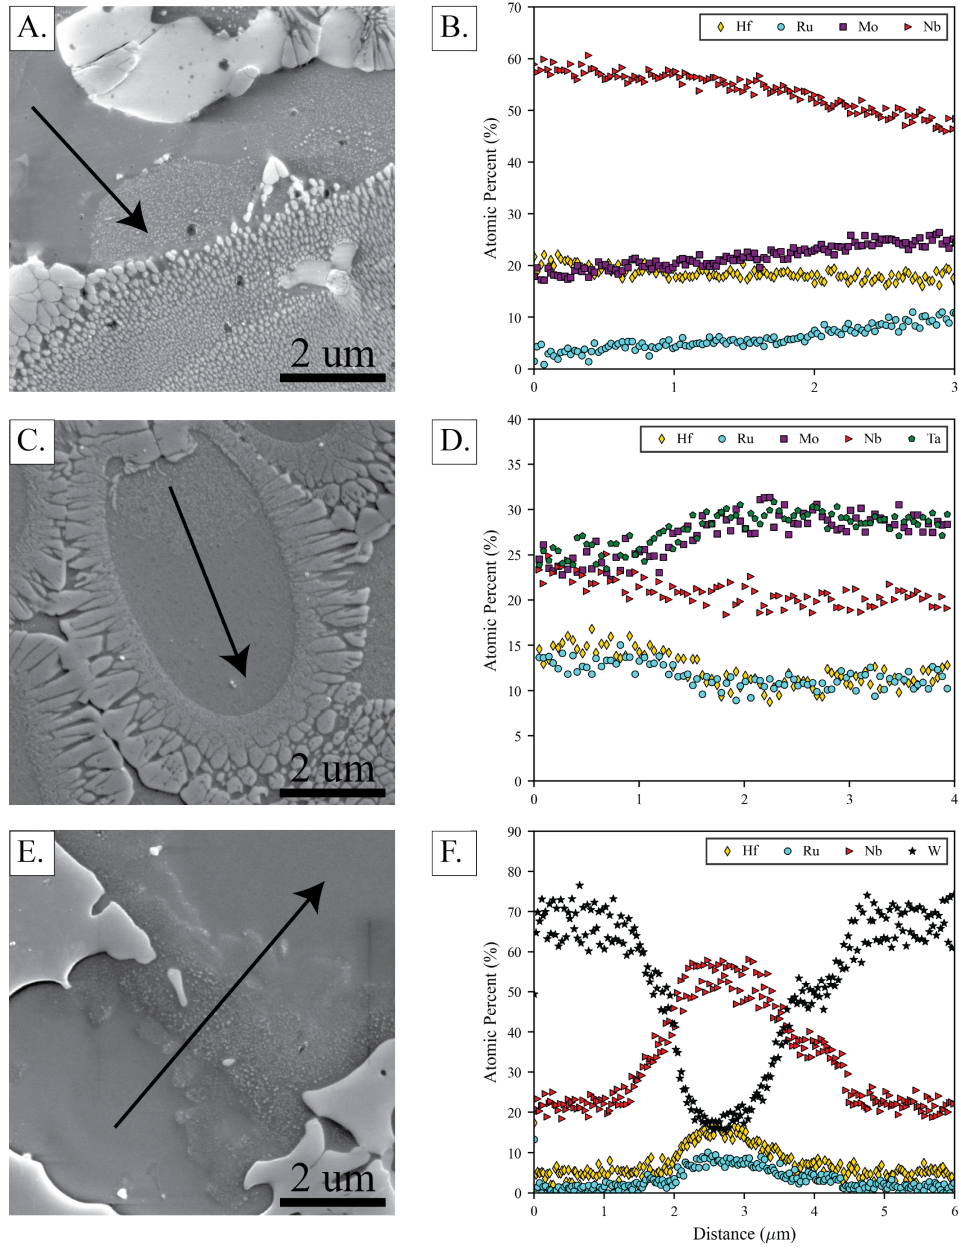 A.
2 um
B.
Hf Ru Mo Nb
Atomic Percent (%)
70
60
50
40
30
20
10
0
0 1 2 3
C.
2 um
D.
Hf Ru Mo Nb Ta
Atomic Percent (%)
40
35
30
25
20
15
10
5
0
0 1 2 3 4
E.
2 um
F.
Hf Ru Nb W
Atomic Percent (%)
90
80
70
60
50
40
30
20
10
0
0 1 2 3 4 5 6
Distance (μm)